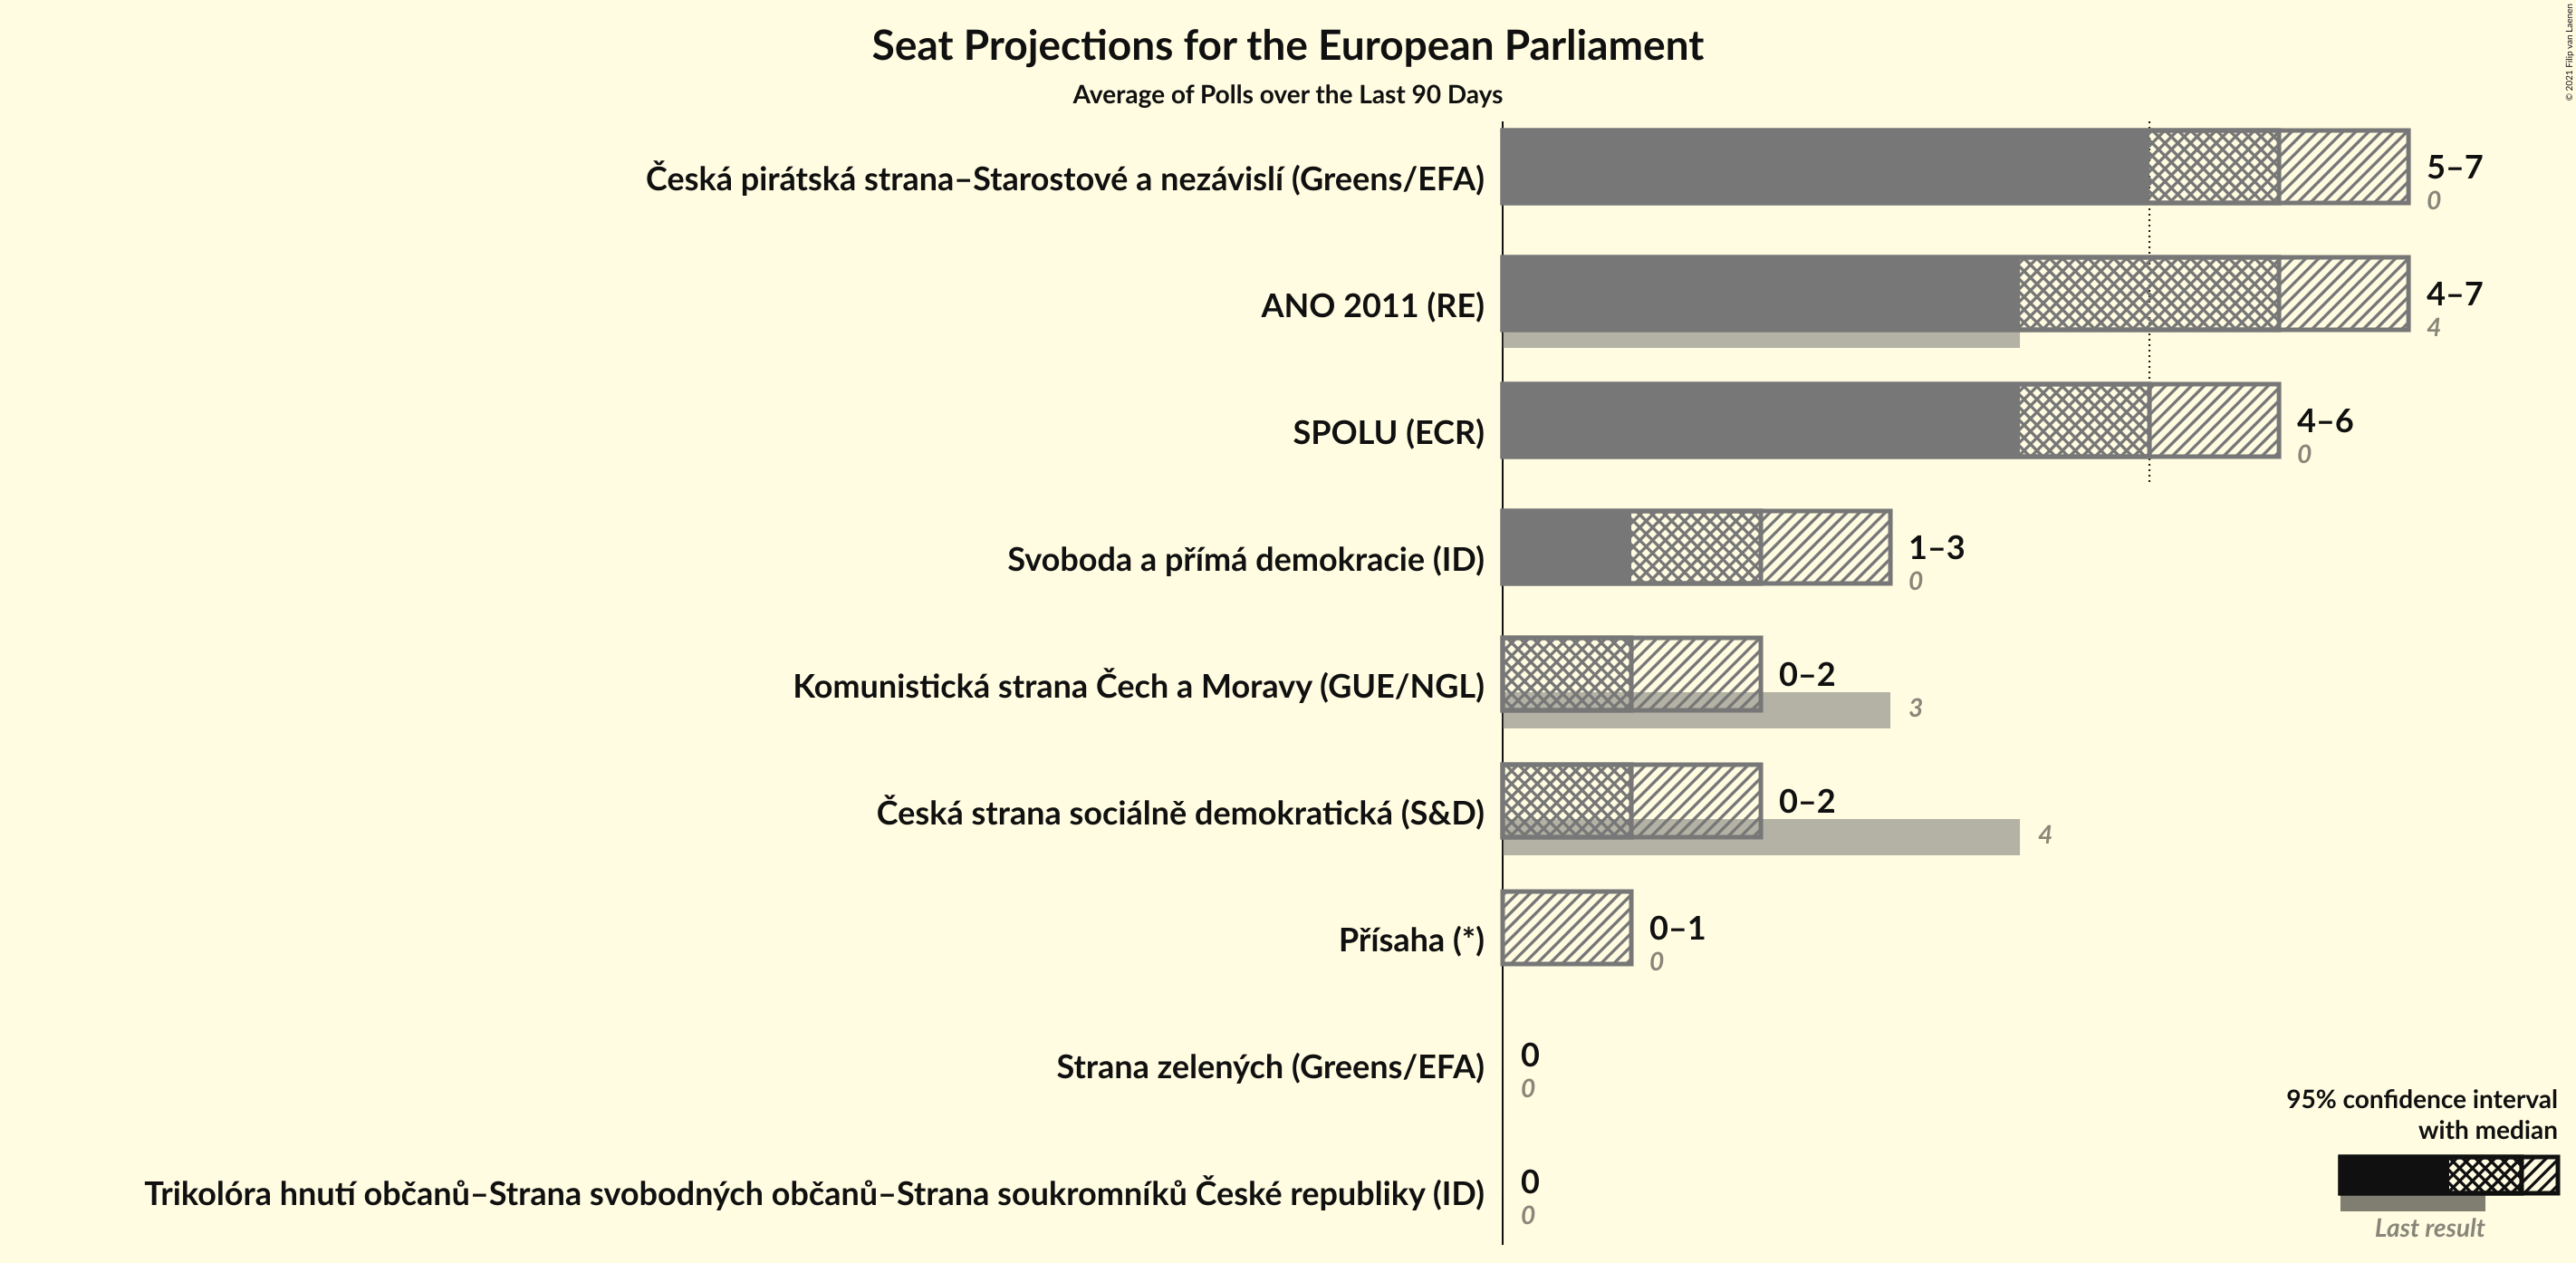 Seat Projections for the European Parliament
Average of Polls over the Last 90 Days
© 2021 Filip van Laenen
Česká pirátská strana–Starostové a nezávislí (Greens/EFA)
5–7
0
ANO 2011 (RE)
4–7
4
SPOLU (ECR)
4–6
0
Svoboda a přímá demokracie (ID)
1–3
0
Komunistická strana Čech a Moravy (GUE/NGL)
0–2
3
Česká strana sociálně demokratická (S&D)
0–2
4
Přísaha (*)
0–1
0
Strana zelených (Greens/EFA)
0
0
Trikolóra hnutí občanů–Strana svobodných občanů–Strana soukromníků České republiky (ID)
0
0
95% confidence interval
with median
Last result